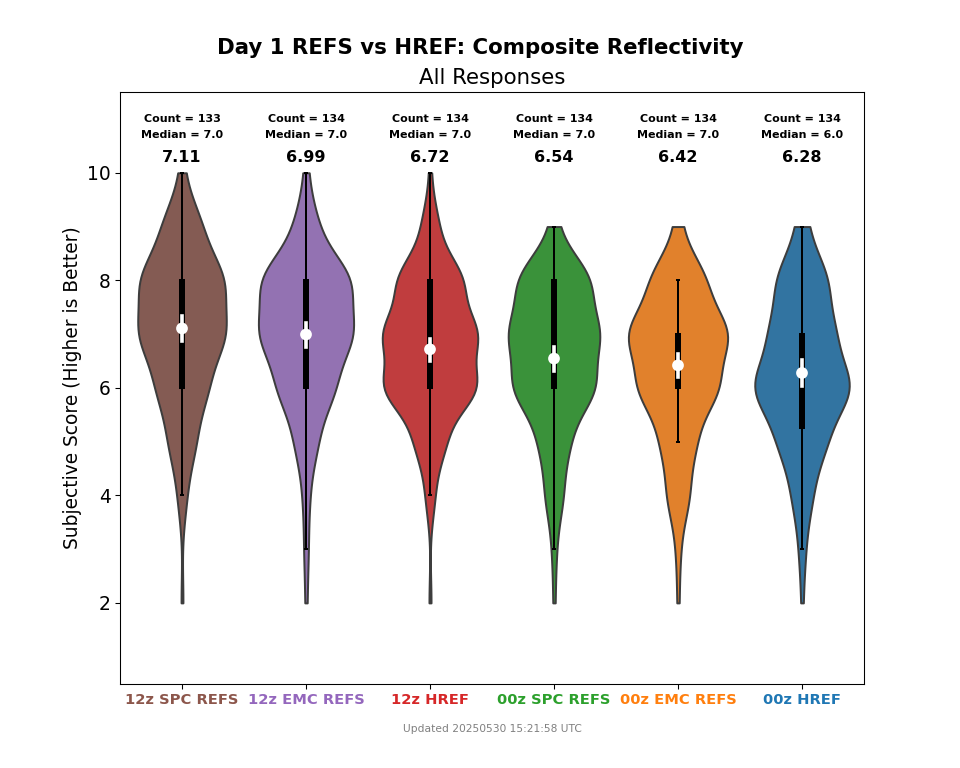 Day 1 REFS vs HREF: Composite Reflectivity
All Responses
Count = 133 Count = 134 Count = 134 Count = 134 Count = 134 Count = 134
Median = 7.0 Median = 7.0 Median = 7.0 Median = 7.0 Median = 7.0 Median = 6.0
7.11 6.99 6.72 6.54 6.42 6.28
Subjective Score (Higher is Better)
10
8
6
4
2
12z SPC REFS 12z EMC REFS 12z HREF 00z SPC REFS 00z EMC REFS 00z HREF
Updated 20250530 15:21:58 UTC